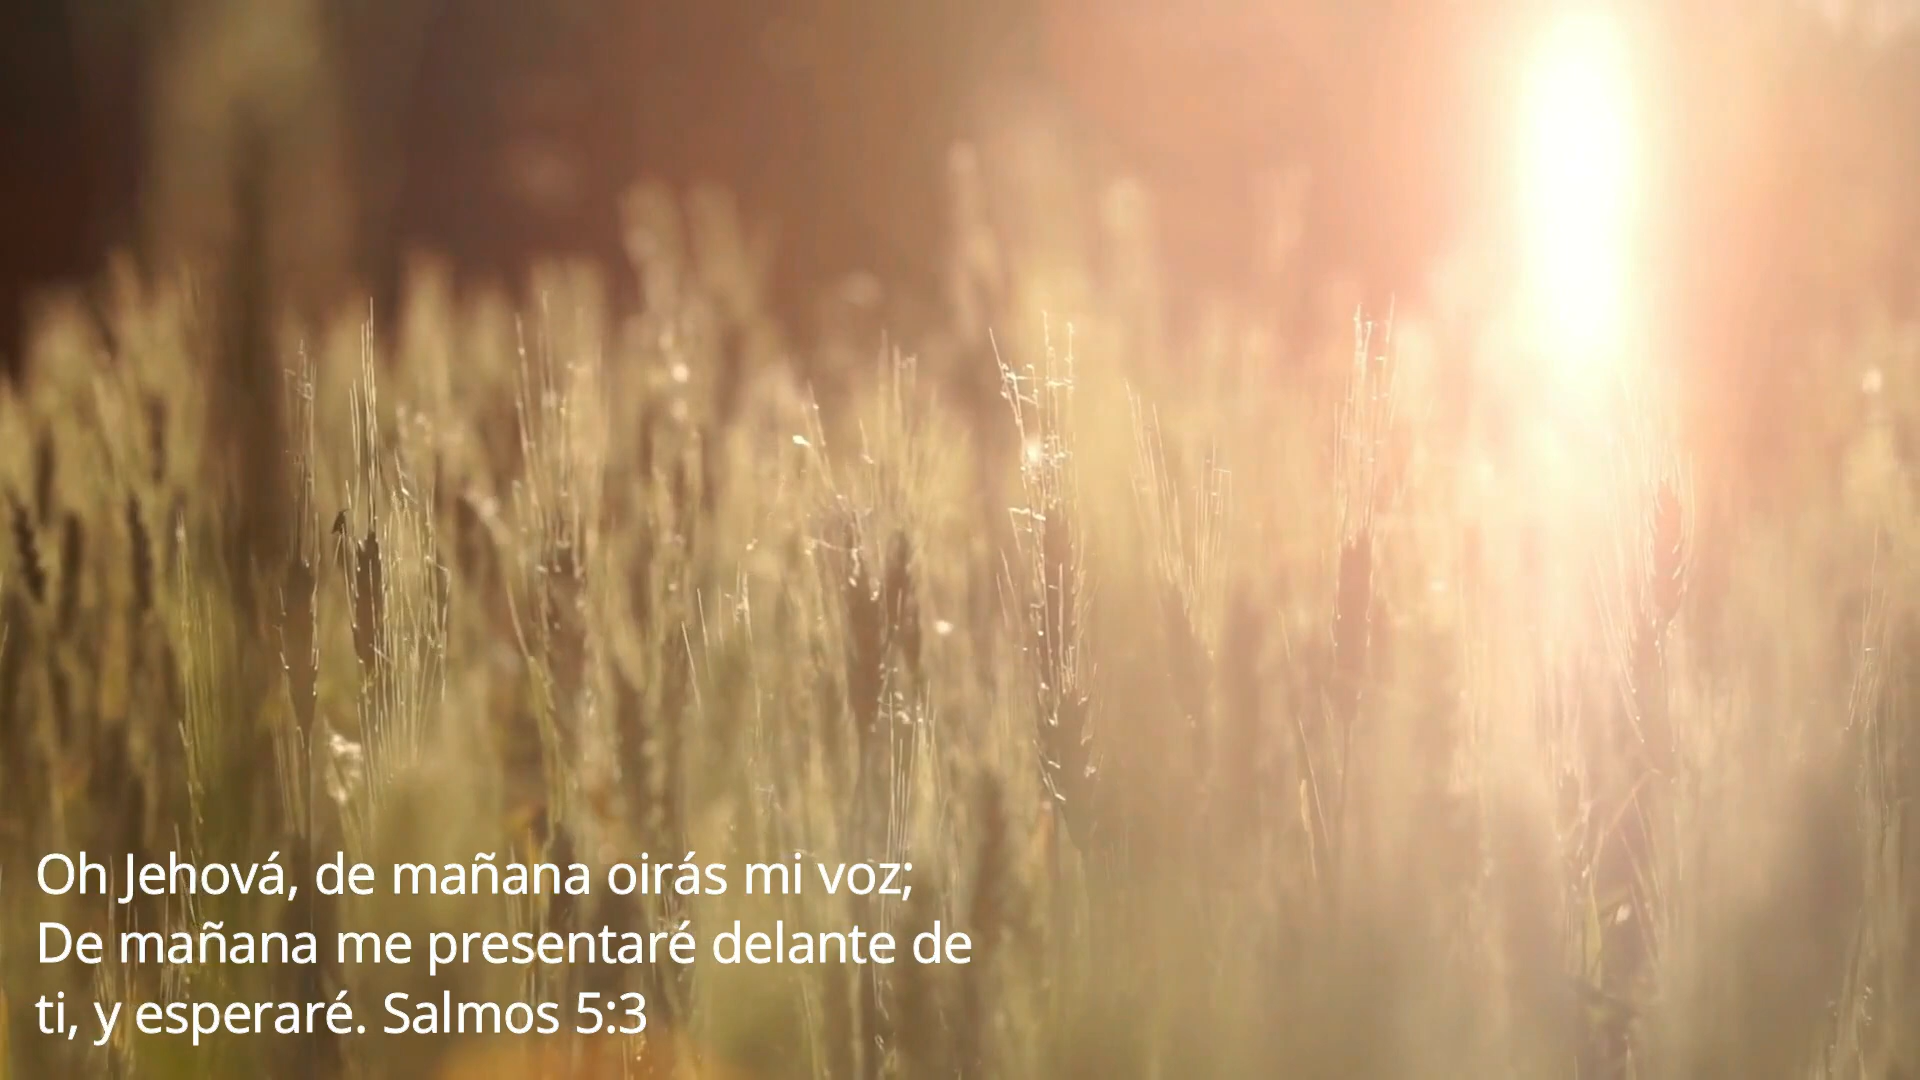 Oh Jehová, de mañana oirás mi voz;
De mañana me presentaré delante de
ti, y esperaré. Salmos 5:3